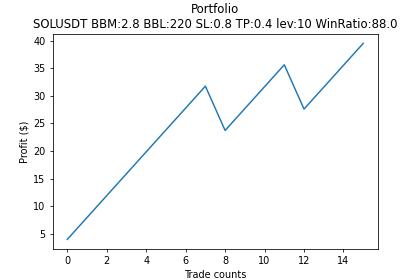 Portfolio
SOLUSDT BBM:2.8 BBL:220 SL:0.8 TP:0.4 lev:10 WinRatio:88.0
40
35
30
25
20
15
10
5
Profit ($)
0 2 4 6 8 10 12 14
Trade counts